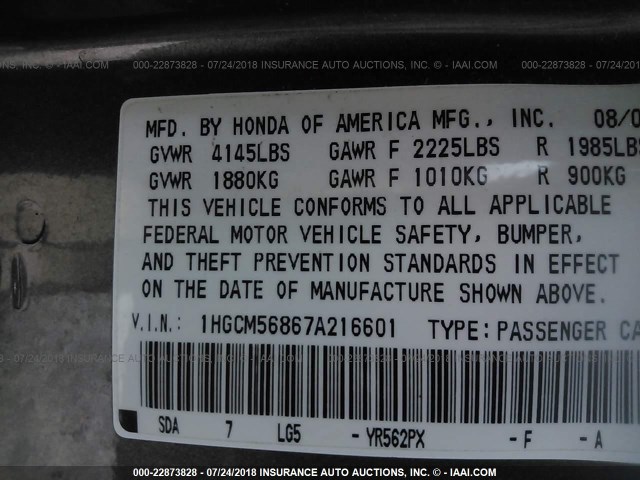 000-22873828 - 07/24/2018 INSURANCE AUTO AUCTIONS, INC. - © - IAAI.COM
MFD. BY HONDA OF AMERICA MFG., INC. 08/0
GVWR 4145LBS GAWR F 2225LBS R 1985LBS
GVWR 1880KG GAWR F 1010KG R 900KG
THIS VEHICLE CONFORMS TO ALL APPLICABLE
FEDERAL MOTOR VEHICLE SAFETY, BUMPER,
AND THEFT PREVENTION STANDARDS IN EFFECT
ON THE DATE OF MANUFACTURE SHOWN ABOVE.
V.I.N.: 1HGCM56867A216601 TYPE:PASSENGER CA
SDA 7 LG5 - YR562PX - F - A
000-22873828 - 07/24/2018 INSURANCE AUTO AUCTIONS, INC. - © - IAAI.COM